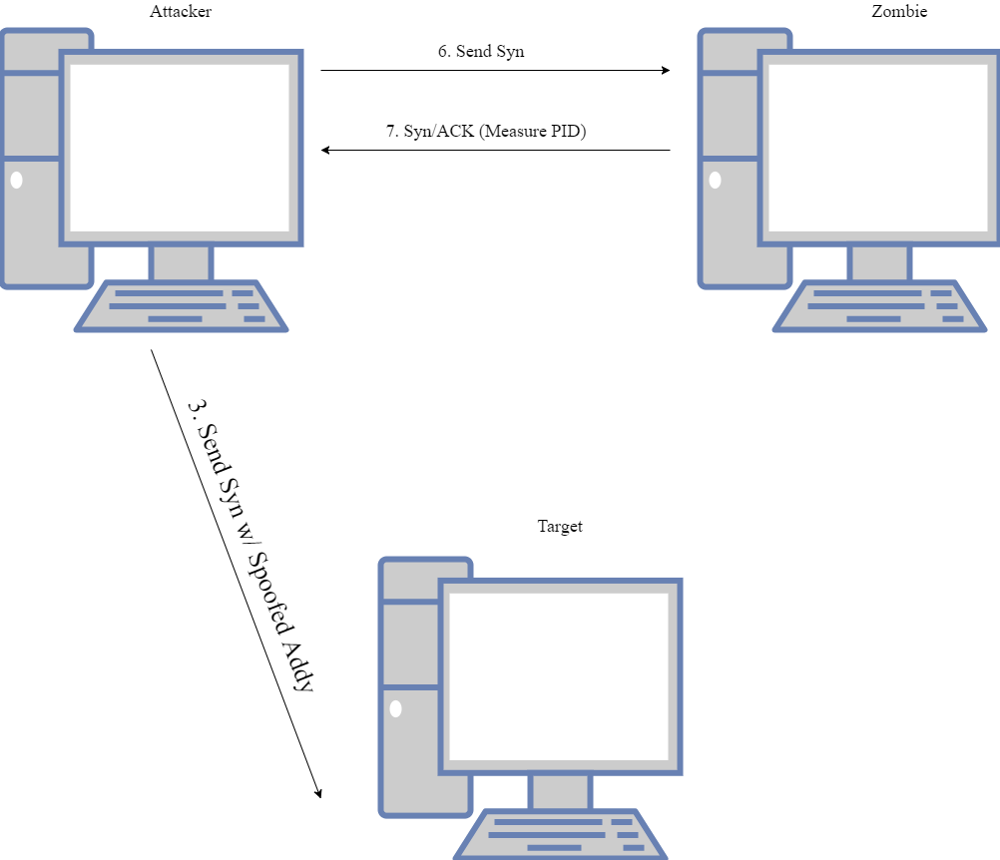 Attacker
Zombie
6. Send Syn
7. Syn/ACK (Measure PID)
3. Send Syn w/ Spoofed Addy
Target